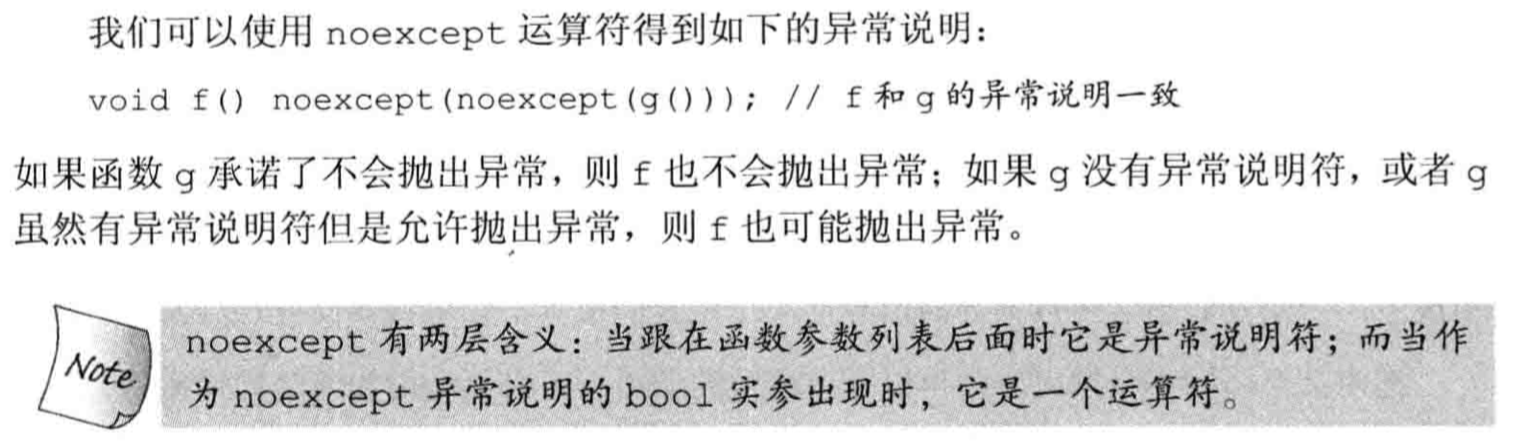 我们可以使用 noexcept 运算符得到如下的异常说明：
void f() noexcept(noexcept(g())); // f 和 g 的异常说明一致
如果函数 g 承诺了不会抛出异常，则 f 也不会抛出异常；如果 g 没有异常说明符，或者 g
虽然有异常说明符但是允许抛出异常，则 f 也可能抛出异常。
Note
noexcept 有两层含义：当跟在函数参数列表后面时它是异常说明符；而当作
为 noexcept 异常说明的 bool 实参出现时，它是一个运算符。